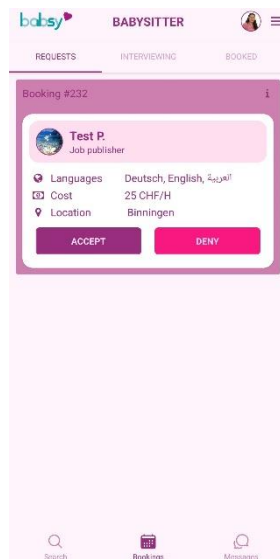 babsy
BABYSITTER
REQUESTS INTERVIEWING BOOKED
Booking #232 i
Test P.
Job publisher
Languages Deutsch, English, العربية
Cost 25 CHF/H
Location Binningen
ACCEPT DENY
Search Bookings Messages